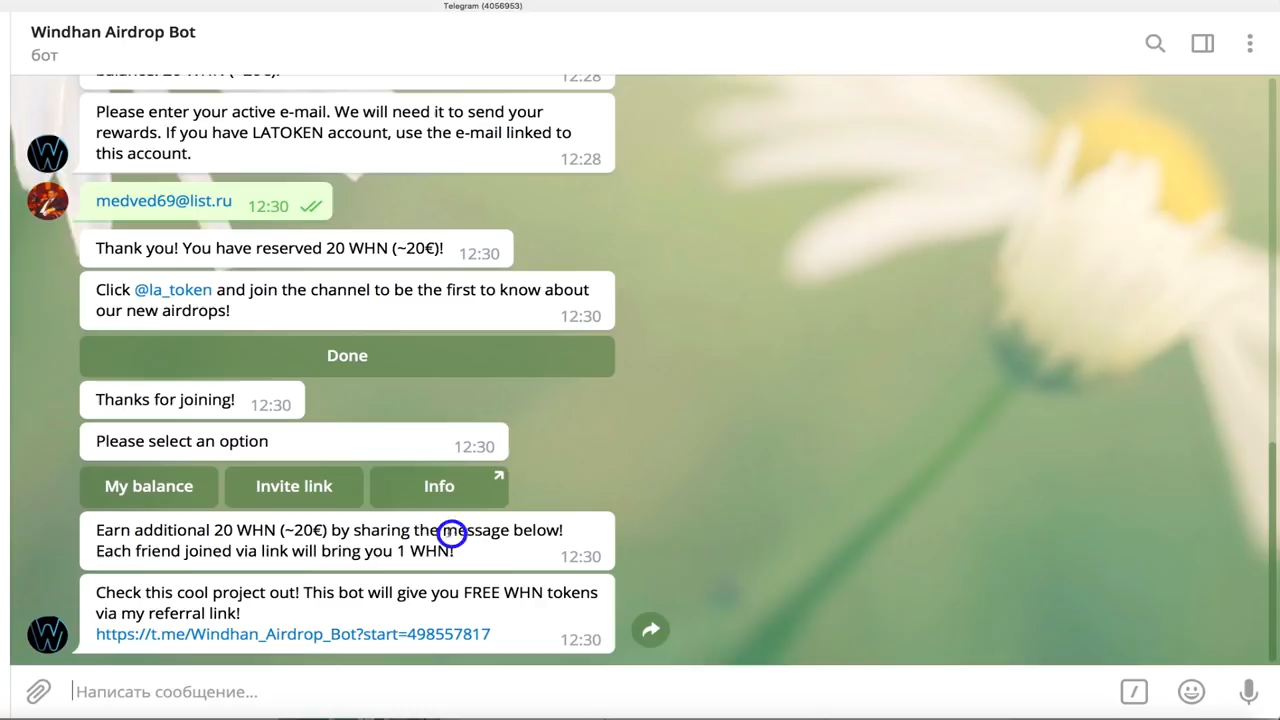 Telegram (4056953)
Windhan Airdrop Bot
бот
12:28
Please enter your active e-mail. We will need it to send your
rewards. If you have LATOKEN account, use the e-mail linked to
this account.
12:28
medved69@list.ru 12:30
Thank you! You have reserved 20 WHN (~20€)! 12:30
Click @la_token and join the channel to be the first to know about
our new airdrops!
12:30
Done
Thanks for joining! 12:30
Please select an option 12:30
My balance Invite link Info
Earn additional 20 WHN (~20€) by sharing the message below!
Each friend joined via link will bring you 1 WHN!
12:30
Check this cool project out! This bot will give you FREE WHN tokens
via my referral link!
https://t.me/Windhan_Airdrop_Bot?start=498557817
12:30
Написать сообщение...